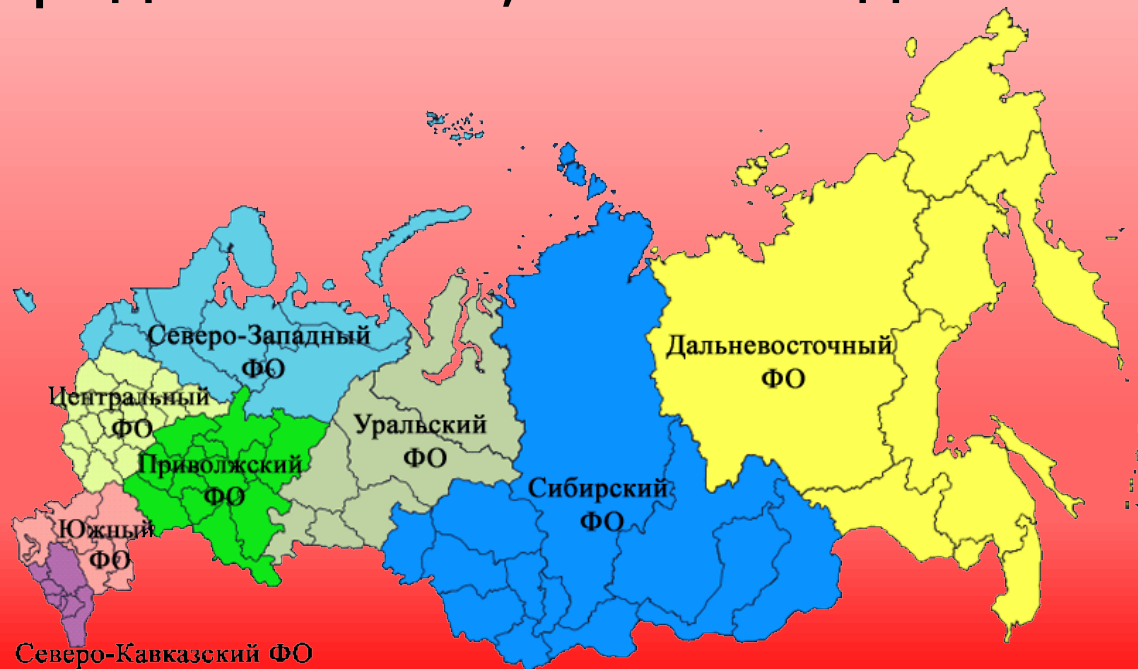 Северо-Западный
ФО
Центральный
ФО
Приволжский
ФО
Уральский
ФО
Дальневосточный
ФО
Сибирский
ФО
Южный
ФО
Северо-Кавказский ФО